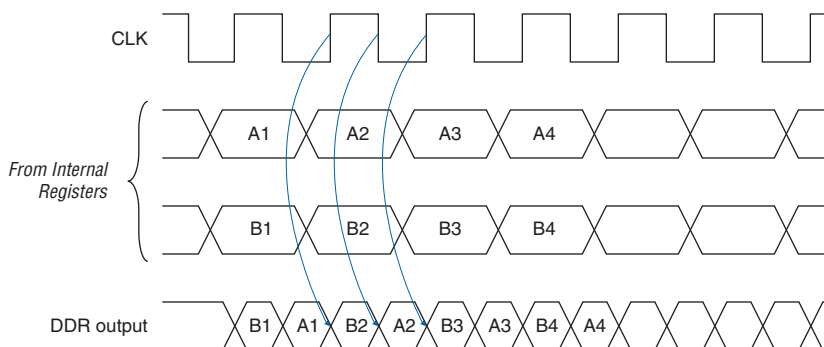 CLK
A1 A2 A3 A4
From Internal
Registers
B1 B2 B3 B4
DDR output B1 A1 B2 A2 B3 A3 B4 A4